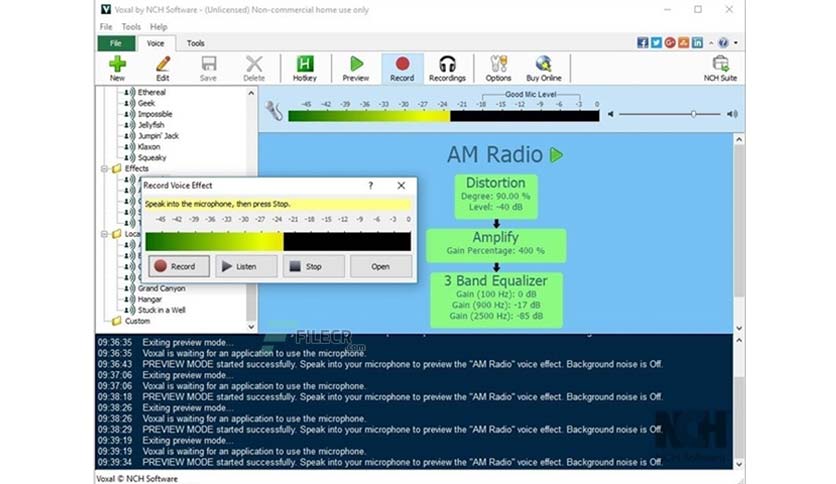 Voxal by NCH Software - (Unlicensed) Non-commercial home use only
File Tools Help
File Voice Tools
New Edit Save Delete Hotkey Preview Record Recordings Options Buy Online NCH Suite
Good Mic Level
-45 -42 -39 -36 -33 -30 -27 -24 -21 -18 -15 -12 -9 -6 -3 0
Ethereal
Geek
Impossible
Jellyfish
Jumpin' Jack
Klaxon
Squeaky
Effects
Loca
Grand Canyon
Hangar
Stuck in a Well
Custom
Record Voice Effect
Speak into the microphone, then press Stop.
-45 -42 -39 -36 -33 -30 -27 -24 -21 -18 -15 -12 -9 -6 -3 0
Record Listen Stop Open
AM Radio
Distortion
Degree: 90.00 %
Level: -40 dB
Amplify
Gain Percentage: 400 %
3 Band Equalizer
Gain (100 Hz): 0 dB
Gain (900 Hz): -17 dB
Gain (2500 Hz): -85 dB
FILECR
.com
09:36:35 Exiting preview mode...
09:36:35 Voxal is waiting for an application to use the microphone.
09:36:43 PREVIEW MODE started successfully. Speak into your microphone to preview the "AM Radio" voice effect. Background noise is Off.
09:37:06 Exiting preview mode...
09:37:06 Voxal is waiting for an application to use the microphone.
09:38:18 PREVIEW MODE started successfully. Speak into your microphone to preview the "AM Radio" voice effect. Background noise is Off.
09:38:26 Exiting preview mode...
09:38:26 Voxal is waiting for an application to use the microphone.
09:38:29 PREVIEW MODE started successfully. Speak into your microphone to preview the "AM Radio" voice effect. Background noise is Off.
09:39:19 Exiting preview mode...
09:39:19 Voxal is waiting for an application to use the microphone.
09:39:34 PREVIEW MODE started successfully. Speak into your microphone to preview the "AM Radio" voice effect. Background noise is Off.
NCH
NCH Software
Voxal © NCH Software